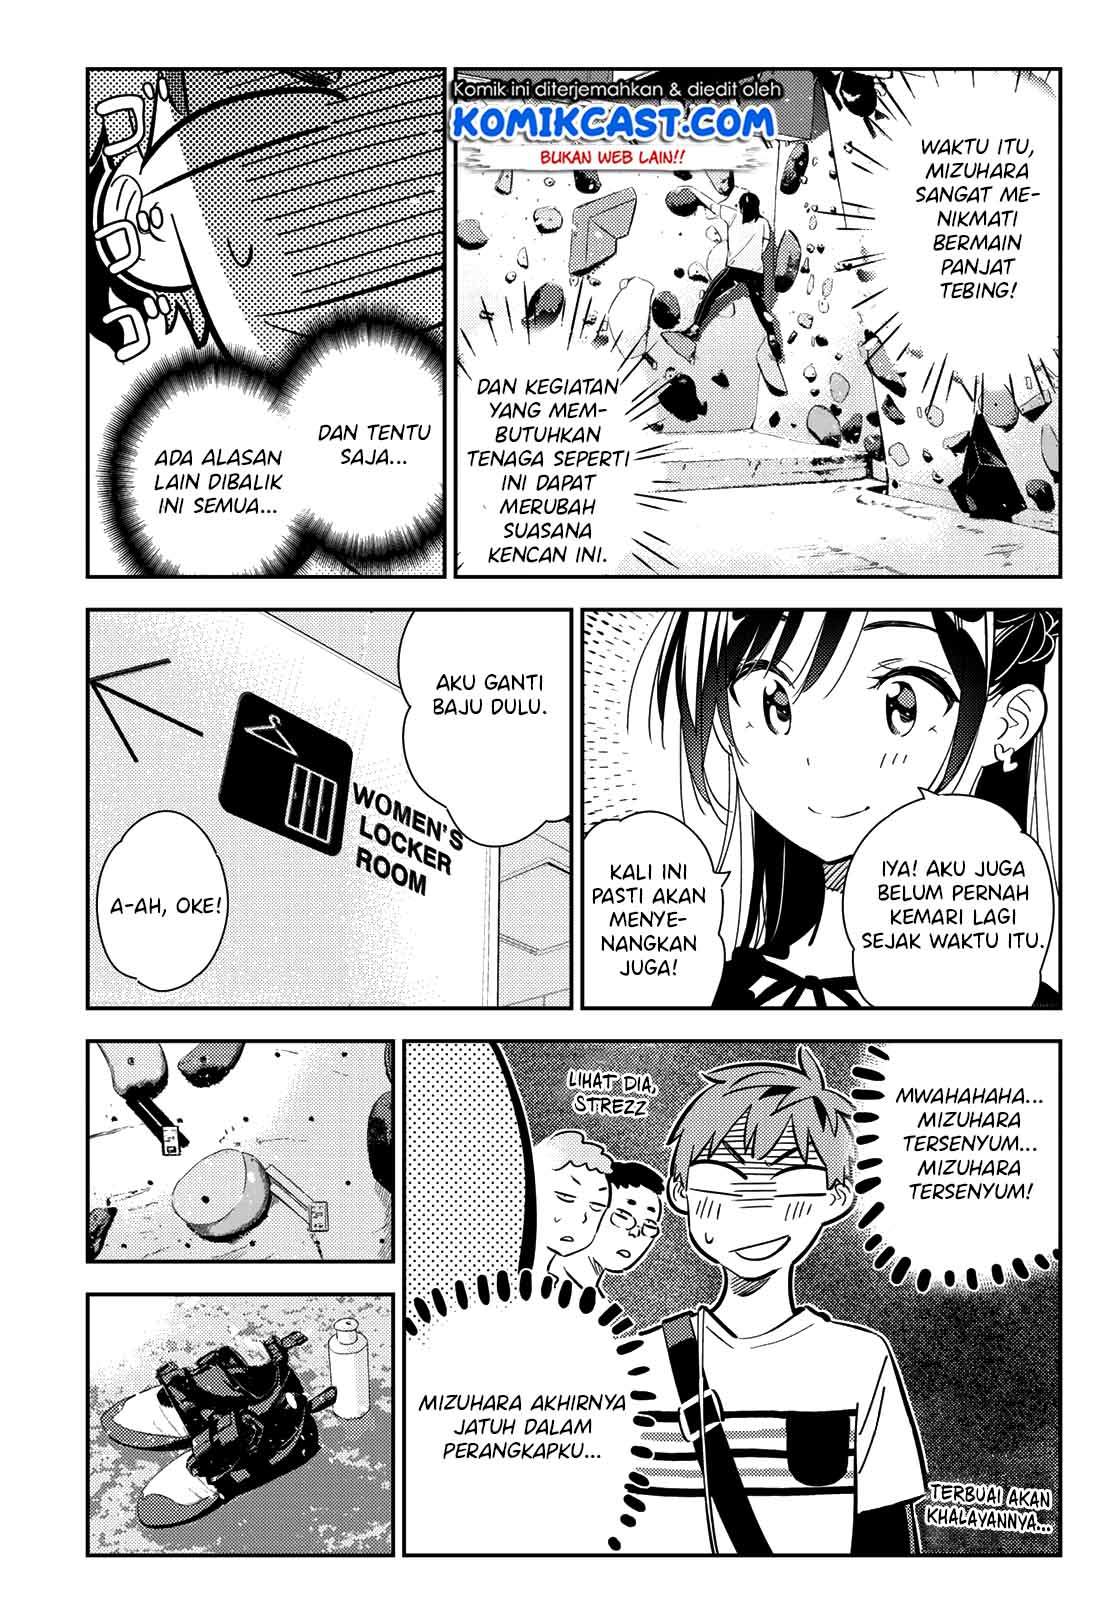 Komik ini diterjemahkan & diedit oleh
KOMIKCAST.COM
BUKAN WEB LAIN!!
WAKTU ITU,
MIZUHARA
SANGAT ME-
NIKMATI
BERMAIN
PANJAT
TEBING!
DAN KEGIATAN
YANG MEM-
BUTUHKAN
TENAGA SEPERTI
INI DAPAT
MERUBAH
SUASANA
KENCAN INI.
DAN TENTU
SAJA...
ADA ALASAN
LAIN DIBALIK
INI SEMUA...
IYA! AKU JUGA
BELUM PERNAH
KEMARI LAGI
SEJAK WAKTU ITU.
KALI INI
PASTI AKAN
MENYE-
NANGKAN
JUGA!
AKU GANTI
BAJU DULU.
WOMEN'S
LOCKER
ROOM
A-AH, OKE!
MWAHAHAHA...
MIZUHARA
TERSENYUM...
MIZUHARA
TERSENYUM!
LIHAT DIA,
STREZZ
MIZUHARA AKHIRNYA
JATUH DALAM
PERANGKAPKU...
TERBUAI AKAN
KHALAYANNYA...